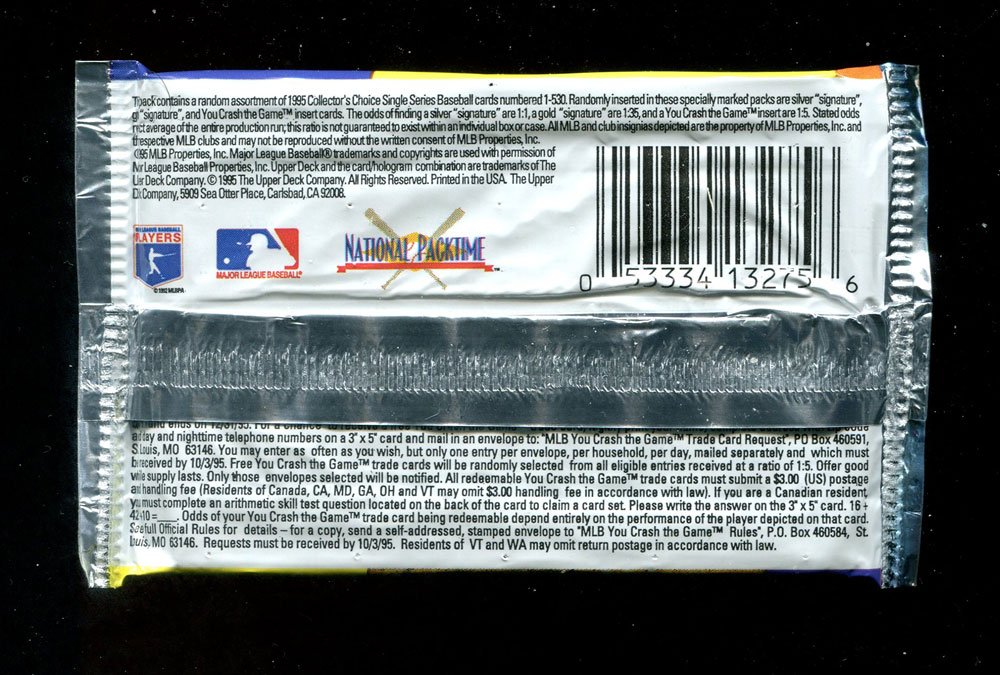 pack contains a random assortment of 1995 Collector's Choice Single Series Baseball cards numbered 1-530. Randomly inserted in these specially marked packs are silver "signature",
"signature", and You Crash the Game™ insert cards. The odds of finding a silver "signature" are 1:1, a gold "signature" are 1:35, and a You Crash the Game™ insert are 1:5. Stated odds
average of the entire production run; this ratio is not guaranteed to exist within an individual box or case. All MLB and club insignias depicted are the property of MLB Properties, Inc. and
respective MLB clubs and may not be reproduced without the written consent of MLB Properties, Inc.
95 MLB Properties, Inc. Major League Baseball® trademarks and copyrights are used with permission of
League Baseball Properties, Inc. Upper Deck and the card/hologram combination are trademarks of The
Deck Company. © 1995 The Upper Deck Company. All Rights Reserved. Printed in the USA. The Upper
Company, 5909 Sea Otter Place, Carlsbad, CA 92008.
LEAGUE BASEBALL
PLAYERS
© 1992 MLBPA
MAJOR LEAGUE BASEBALL®
NATIONAL PACKTIME™
0 53334 13275 6
ends on 12/31/95. For a chance
day and nighttime telephone numbers on a 3" x 5" card and mail in an envelope to: "MLB You Crash the Game™ Trade Card Request", PO Box 460591,
Louis, MO 63146. You may enter as often as you wish, but only one entry per envelope, per household, per day, mailed separately and which must
received by 10/3/95. Free You Crash the Game™ trade cards will be randomly selected from all eligible entries received at a ratio of 1:5. Offer good
supply lasts. Only those envelopes selected will be notified. All redeemable You Crash the Game™ trade cards must submit a $3.00 (US) postage
handling fee (Residents of Canada, CA, MD, GA, OH and VT may omit $3.00 handling fee in accordance with law). If you are a Canadian resident,
must complete an arithmetic skill test question located on the back of the card to claim a card set. Please write the answer on the 3" x 5" card. 16 +
___. Odds of your You Crash the Game™ trade card being redeemable depend entirely on the performance of the player depicted on that card.
full Official Rules for details – for a copy, send a self-addressed, stamped envelope to "MLB You Crash the Game™ Rules", P.O. Box 460584, St.
MO 63146. Requests must be received by 10/3/95. Residents of VT and WA may omit return postage in accordance with law.